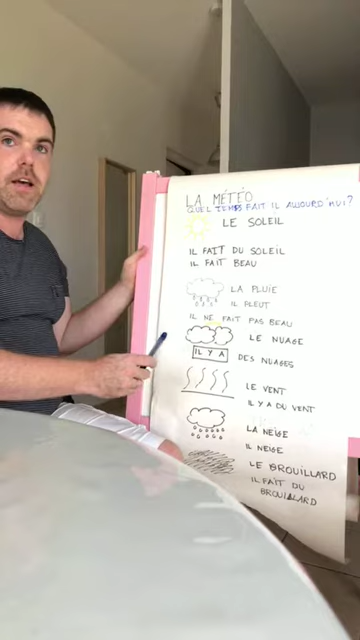 LA MÉTÉO
QUEL TEMPS FAIT IL AUJOURD'HUI?
LE SOLEIL
IL FAIT DU SOLEIL
IL FAIT BEAU
LA PLUIE
IL PLEUT
IL NE FAIT PAS BEAU
LE NUAGE
IL Y A DES NUAGES
LE VENT
IL Y A DU VENT
LA NEIGE
IL NEIGE
LE BROUILLARD
IL FAIT DU
BROUILLARD